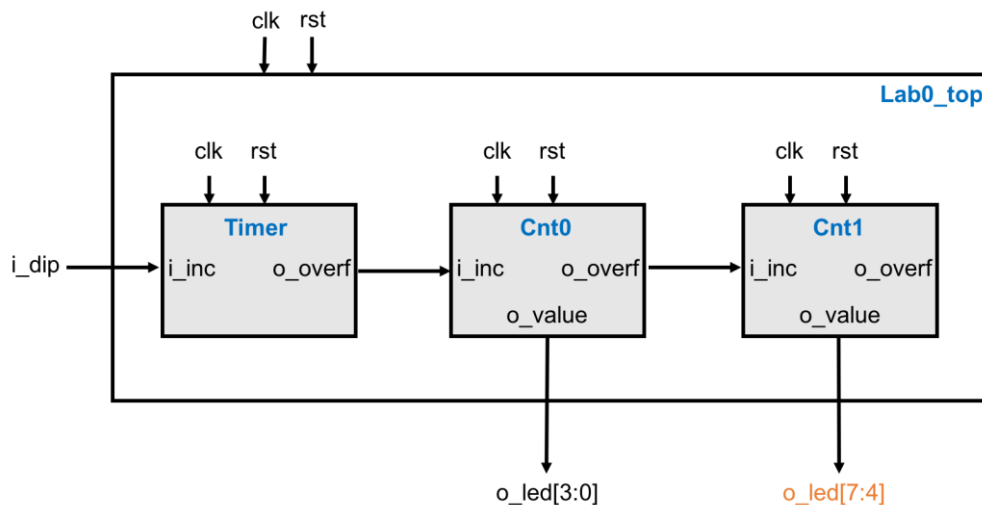 clk rst
Lab0_top
clk rst
clk rst
clk rst
Timer
Cnt0
Cnt1
i_dip
i_inc o_overf
i_inc o_overf
i_inc o_overf
o_value
o_value
o_led[3:0]
o_led[7:4]